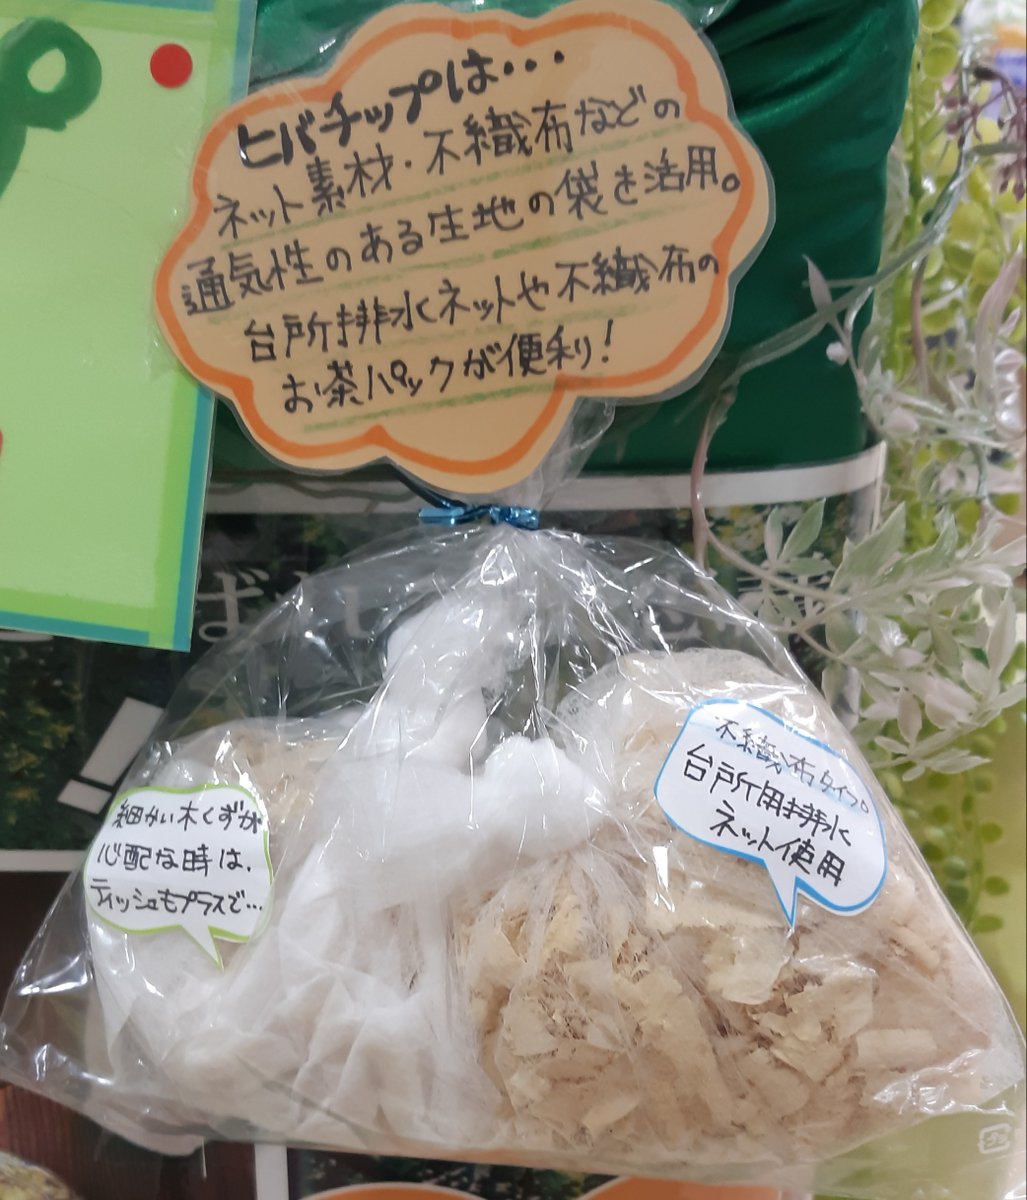 ヒバチップは...
ネット素材・不織布などの
通気性のある生地の袋を活用。
台所排水ネットや不織布の
お茶パックが便利!
不織布タイプ。
台所用排水
ネット使用
細かい木くずが
心配な時は、
ティッシュもプラスで...